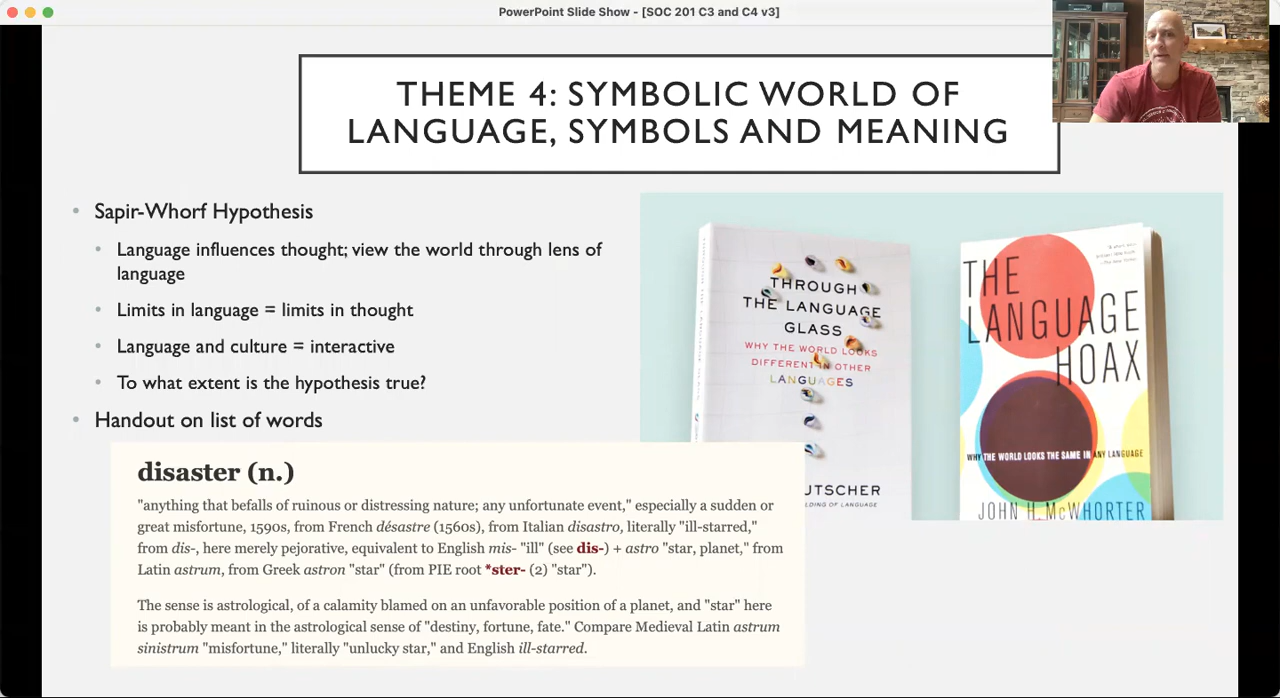 PowerPoint Slide Show - [SOC 201 C3 and C4 v3]
THEME 4: SYMBOLIC WORLD OF
LANGUAGE, SYMBOLS AND MEANING
Sapir-Whorf Hypothesis
Language influences thought; view the world through lens of
language
Limits in language = limits in thought
Language and culture = interactive
To what extent is the hypothesis true?
Handout on list of words
THROUGH
THE LANGUAGE
GLASS
WHY THE WORLD LOOKS
DIFFERENT IN OTHER
LANGUAGES
UTSCHER
LDING OF LANGUAGE
THE
LANGUAGE
HOAX
WHY THE WORLD LOOKS THE SAME IN ANY LANGUAGE
JOHN H. McWHORTER
disaster (n.)
"anything that befalls of ruinous or distressing nature; any unfortunate event," especially a sudden or
great misfortune, 1590s, from French désastre (1560s), from Italian disastro, literally "ill-starred,"
from dis-, here merely pejorative, equivalent to English mis- "ill" (see dis-) + astro "star, planet," from
Latin astrum, from Greek astron "star" (from PIE root *ster- (2) "star").
The sense is astrological, of a calamity blamed on an unfavorable position of a planet, and "star" here
is probably meant in the astrological sense of "destiny, fortune, fate." Compare Medieval Latin astrum
sinistrum "misfortune," literally "unlucky star," and English ill-starred.